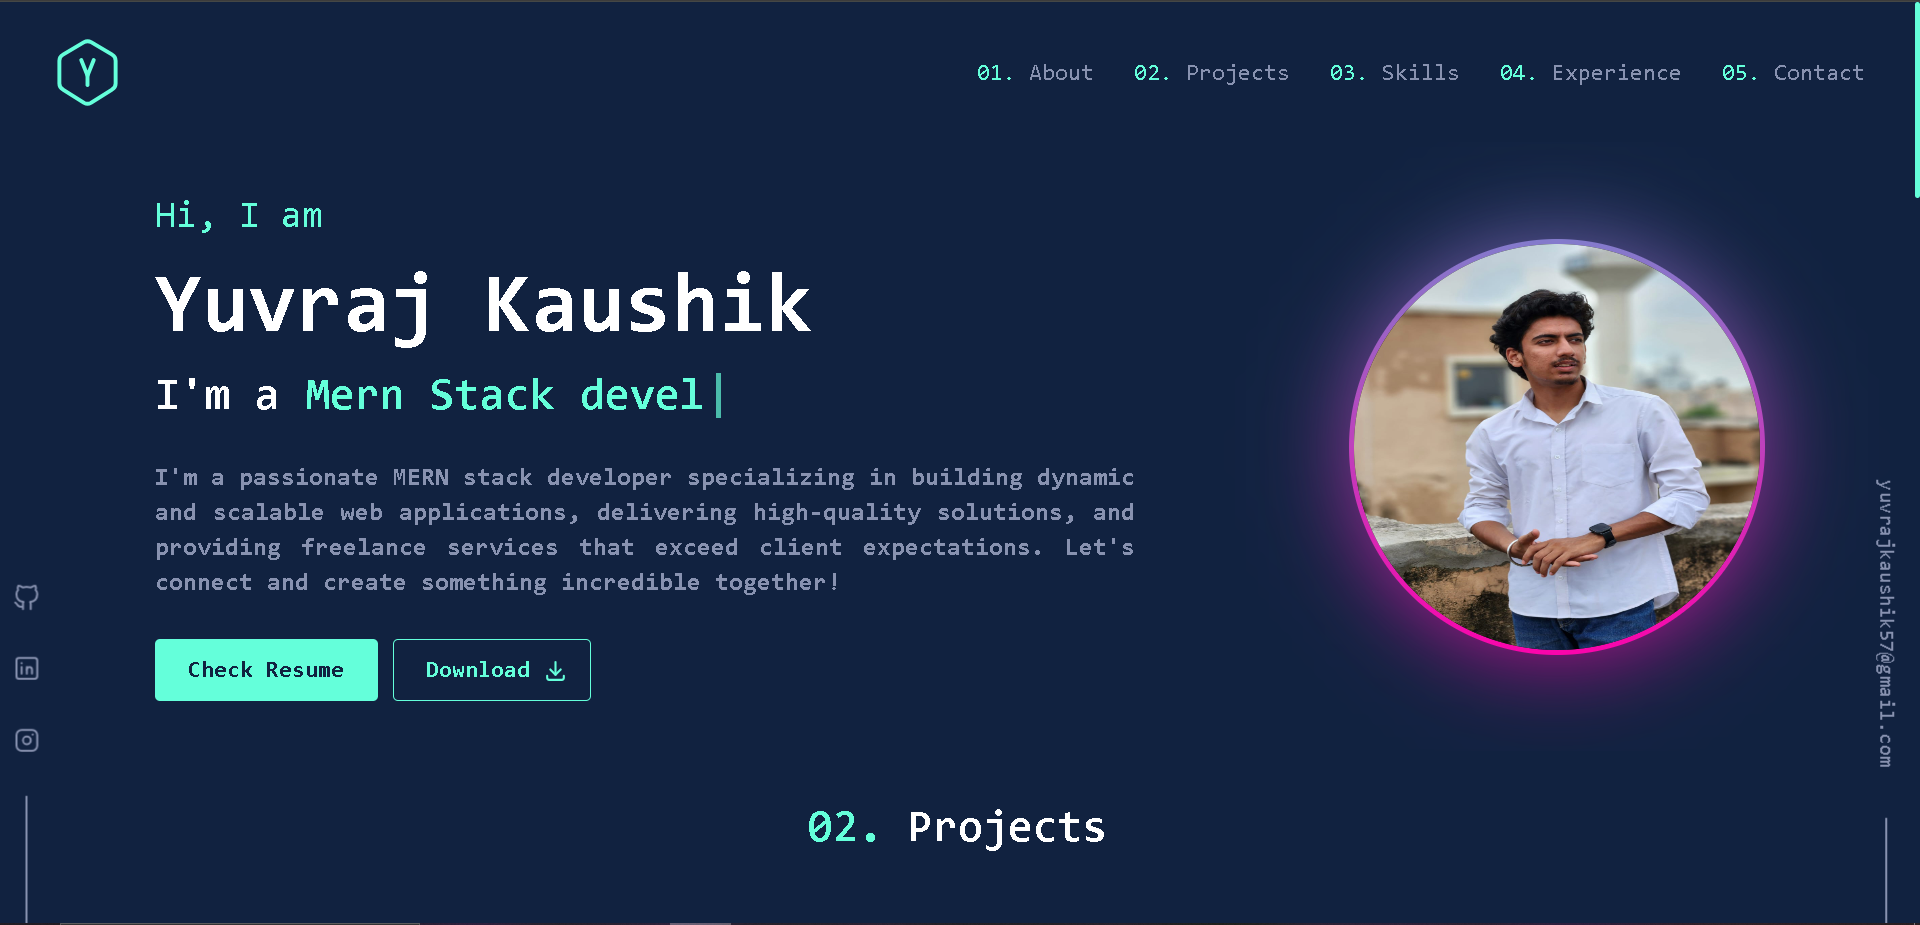 Y
01. About 02. Projects 03. Skills 04. Experience 05. Contact
Hi, I am
Yuvraj Kaushik
I'm a Mern Stack devel
I'm a passionate MERN stack developer specializing in building dynamic
and scalable web applications, delivering high-quality solutions, and
providing freelance services that exceed client expectations. Let's
connect and create something incredible together!
Check Resume Download
in
yuvrajkaushik57@gmail.com
02. Projects